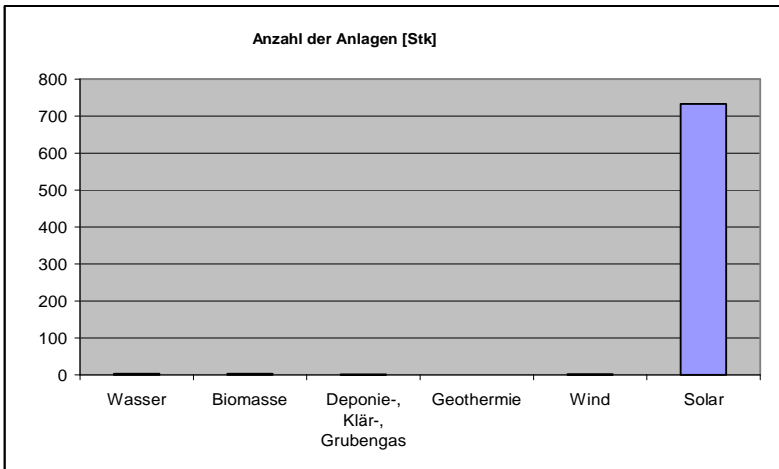 Anzahl der Anlagen [Stk]
800
700
600
500
400
300
200
100
0
Wasser
Biomasse
Deponie-,
Klär-,
Grubengas
Geothermie
Wind
Solar